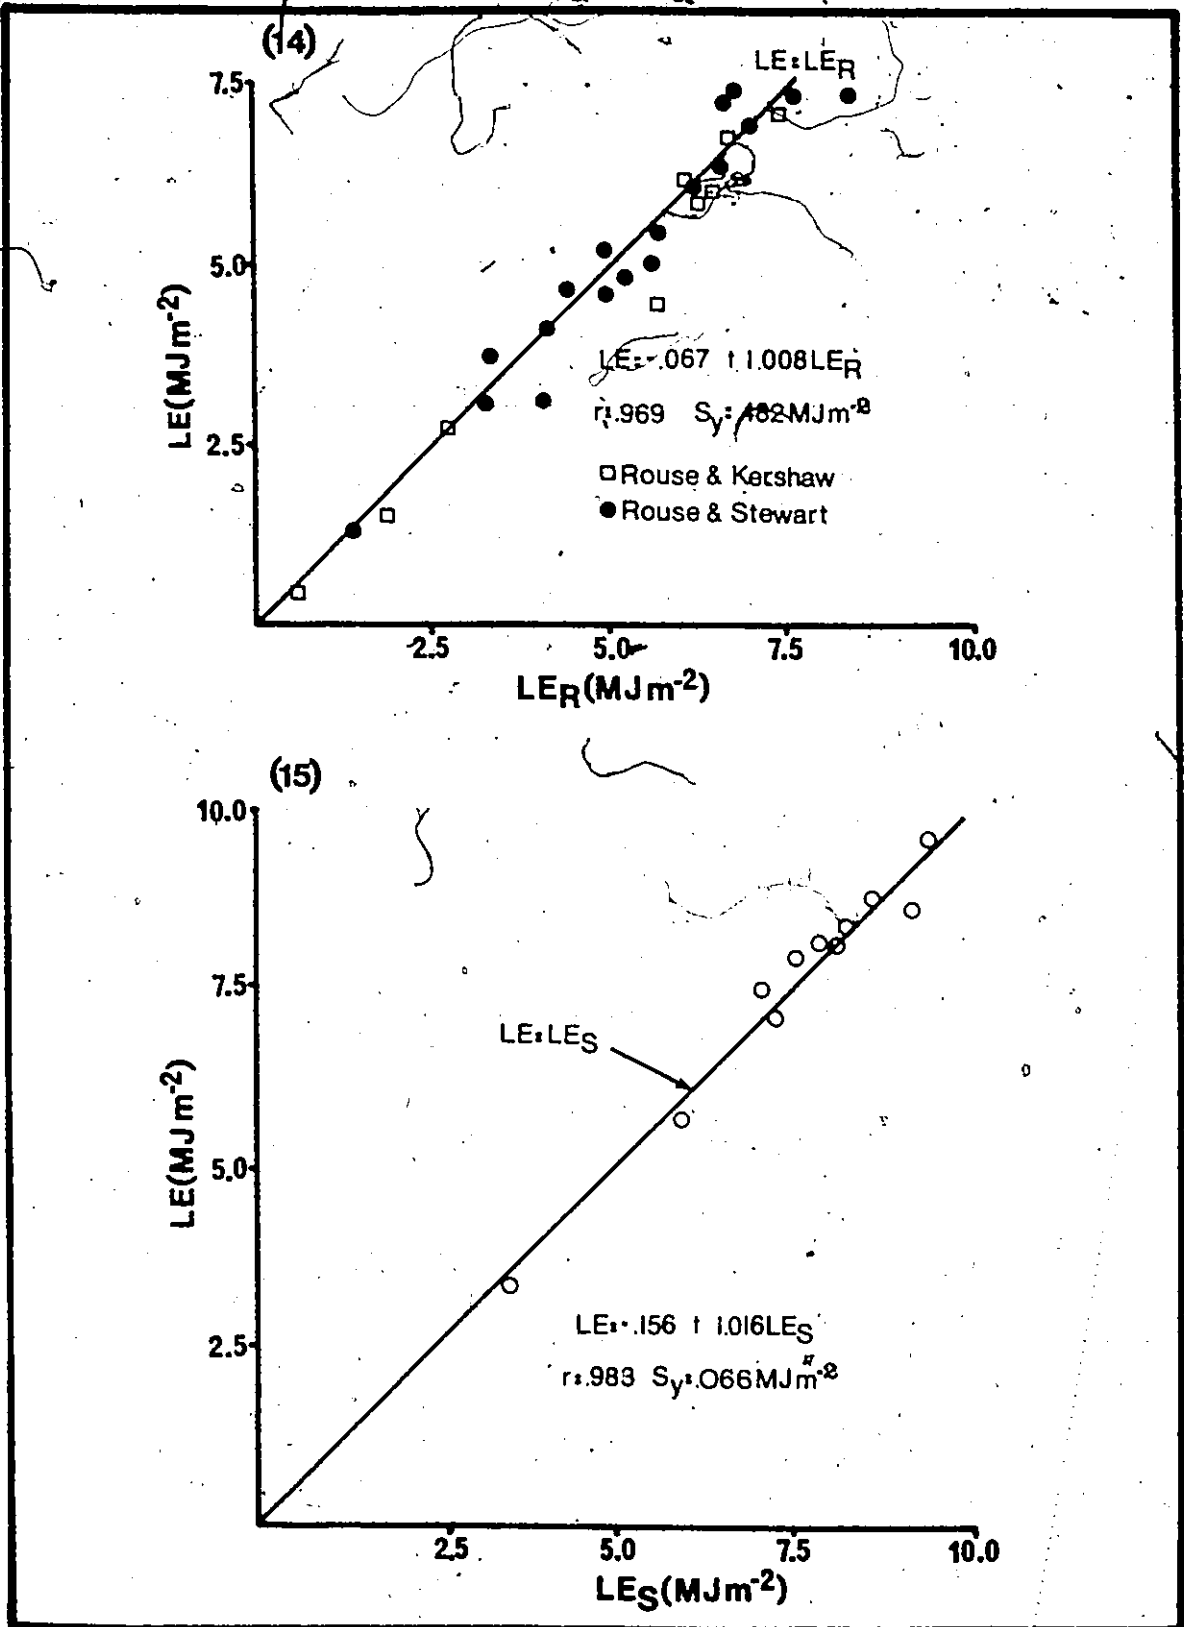 (14)
LE=LER
7.5
5.0
2.5
LE(MJm-2)
LE=-.067 + 1.008LER
r=.969 Sy=.482MJm-2
Rouse & Kershaw
Rouse & Stewart
2.5 5.0 7.5 10.0
LER(MJm-2)
(15)
10.0
7.5
5.0
2.5
LE(MJm-2)
LE=LES
LE=-.156 + 1.016LES
r=.983 Sy=.066MJm-2
2.5 5.0 7.5 10.0
LES(MJm-2)